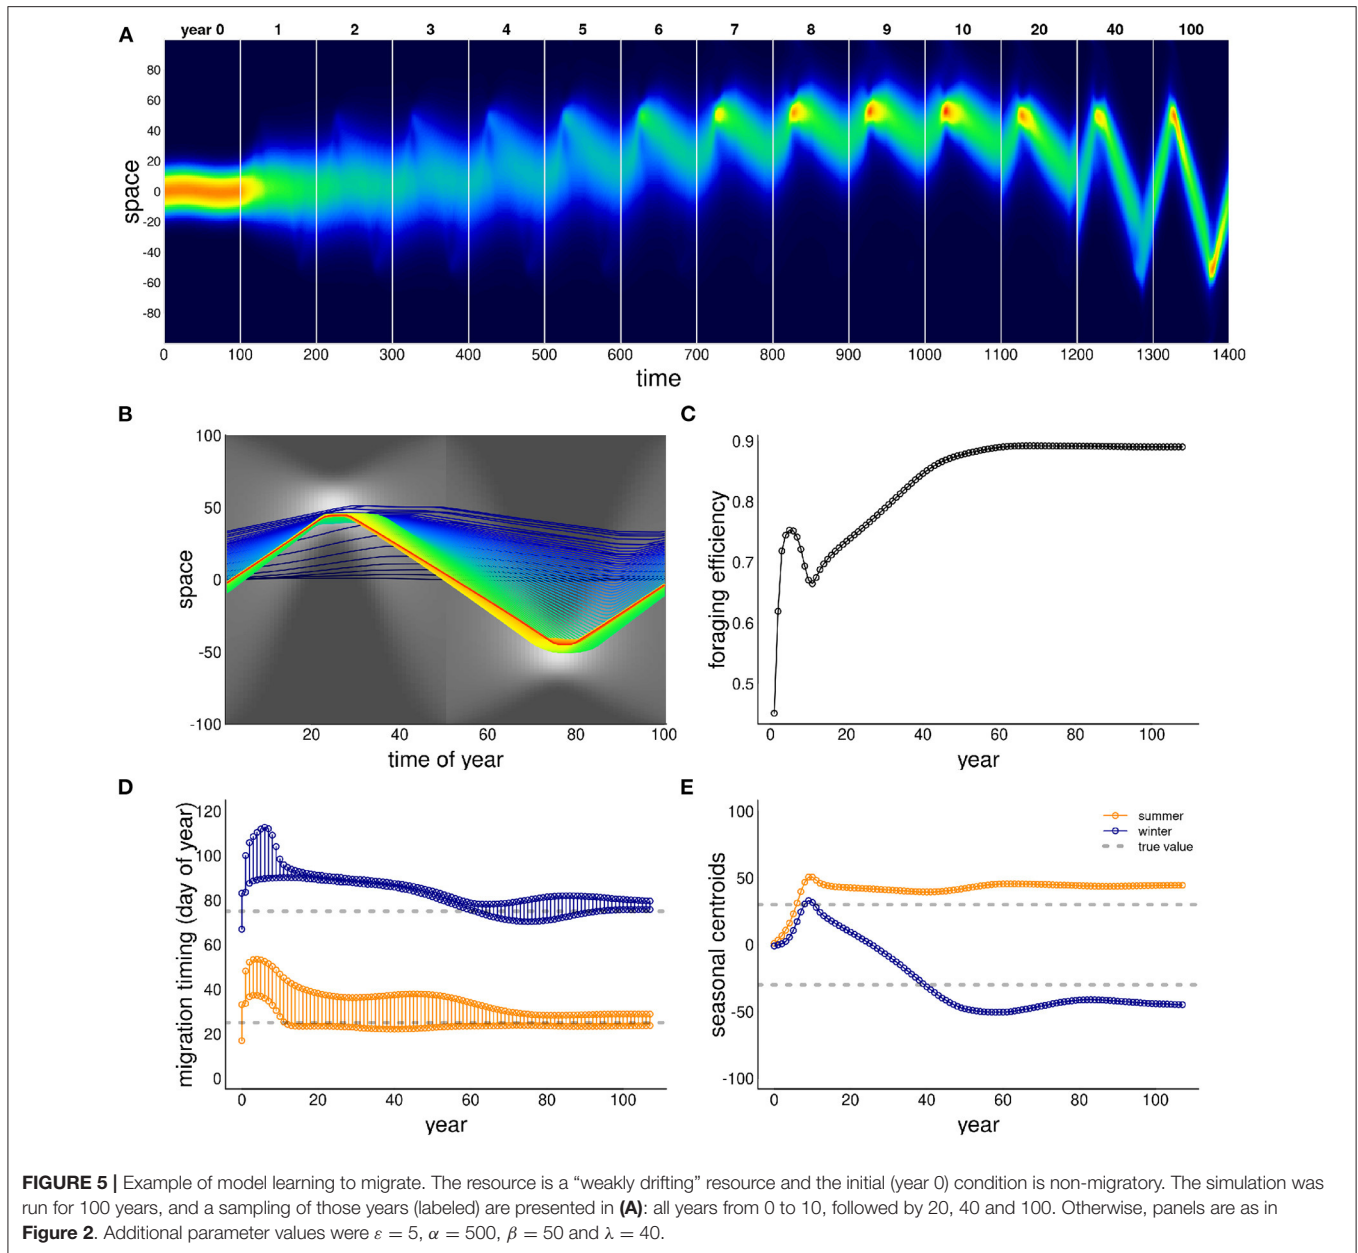 A
year 0 1 2 3 4 5 6 7 8 9 10 20 40 100
80
60
40
20
0
-20
-40
-60
-80
space
0 100 200 300 400 500 600 700 800 900 1000 1100 1200 1300 1400
time
B
100
50
0
-50
-100
space
20 40 60 80 100
time of year
C
0.9
0.8
0.7
0.6
0.5
foraging efficiency
0 20 40 60 80 100
year
D
120
100
80
60
40
20
0
migration timing (day of year)
0 20 40 60 80 100
year
E
100
50
0
-50
-100
seasonal centroids
summer
winter
true value
0 20 40 60 80 100
year
FIGURE 5 | Example of model learning to migrate. The resource is a “weakly drifting” resource and the initial (year 0) condition is non-migratory. The simulation was
run for 100 years, and a sampling of those years (labeled) are presented in (A): all years from 0 to 10, followed by 20, 40 and 100. Otherwise, panels are as in
Figure 2. Additional parameter values were ε = 5, α = 500, β = 50 and λ = 40.